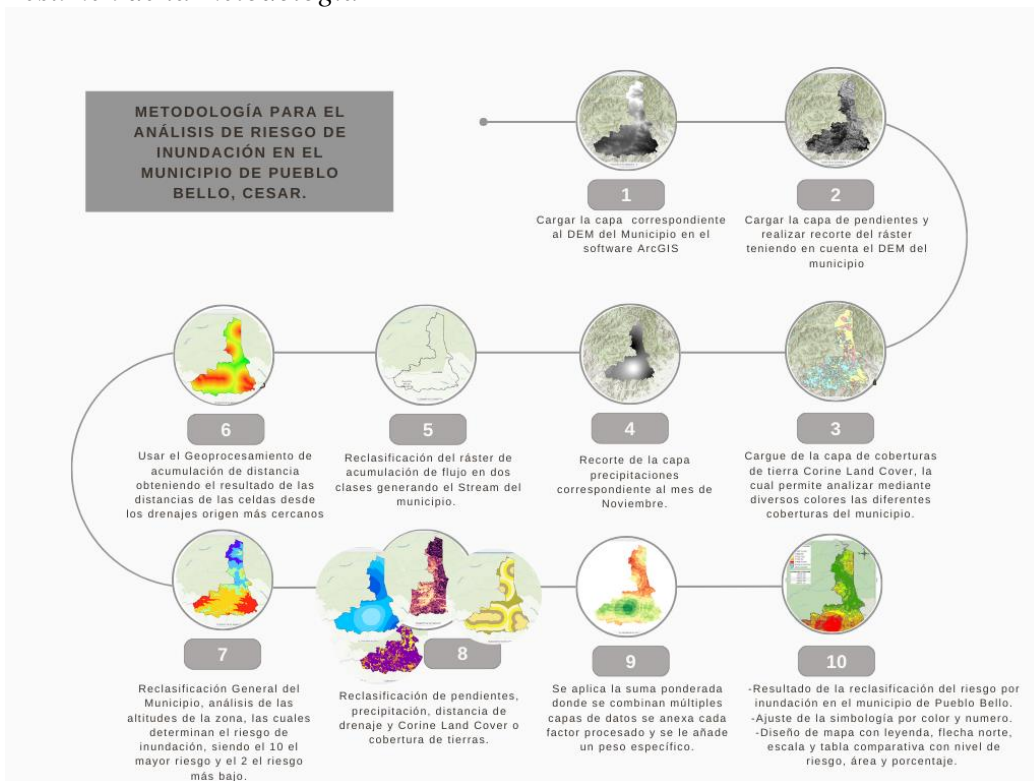 METODOLOGÍA PARA EL
ANÁLISIS DE RIESGO DE
INUNDACIÓN EN EL
MUNICIPIO DE PUEBLO
BELLO, CESAR.
1
Cargar la capa correspondiente
al DEM del Municipio en el
software ArcGIS
2
Cargar la capa de pendientes y
realizar recorte del ráster
teniendo en cuenta el DEM del
municipio
3
Cargue de la capa de coberturas
de tierra Corine Land Cover, la
cual permite analizar mediante
diversos colores las diferentes
coberturas del municipio.
4
Recorte de la capa
precipitaciones
correspondiente al mes de
Noviembre.
5
Reclasificación del ráster de
acumulación de flujo en dos
clases generando el Stream del
municipio.
6
Usar el Geoprocesamiento de
acumulación de distancia
obteniendo el resultado de las
distancias de las celdas desde
los drenajes origen más cercanos
7
Reclasificación General del
Municipio, análisis de las
altitudes de la zona, las cuales
determinan el riesgo de
inundación, siendo el 10 el
mayor riesgo y el 2 el riesgo
más bajo.
8
Reclasificación de pendientes,
precipitación, distancia de
drenaje y Corine Land Cover o
cobertura de tierras.
9
Se aplica la suma ponderada
donde se combinan múltiples
capas de datos se anexa cada
factor procesado y se le añade
un peso específico.
10
-Resultado de la reclasificación del riesgo por
inundación en el municipio de Pueblo Bello.
-Ajuste de la simbología por color y numero.
-Diseño de mapa con leyenda, flecha norte,
escala y tabla comparativa con nivel de
riesgo, área y porcentaje.